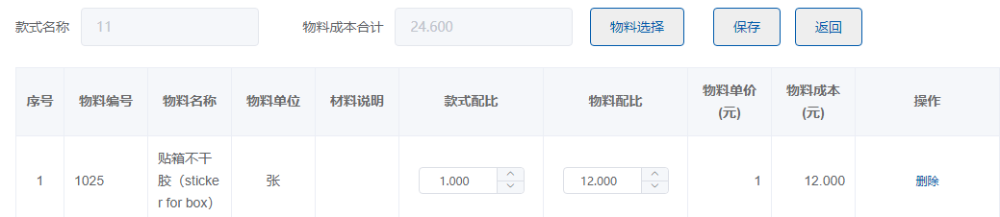 款式名称 11 物料成本合计 24.600 物料选择 保存 返回
序号 物料编号 物料名称 物料单位 材料说明 款式配比 物料配比 物料单价(元) 物料成本(元) 操作
1 1025 贴箱不干 张 1.000 12.000 1 12.000 删除
胶（sticke
r for box）